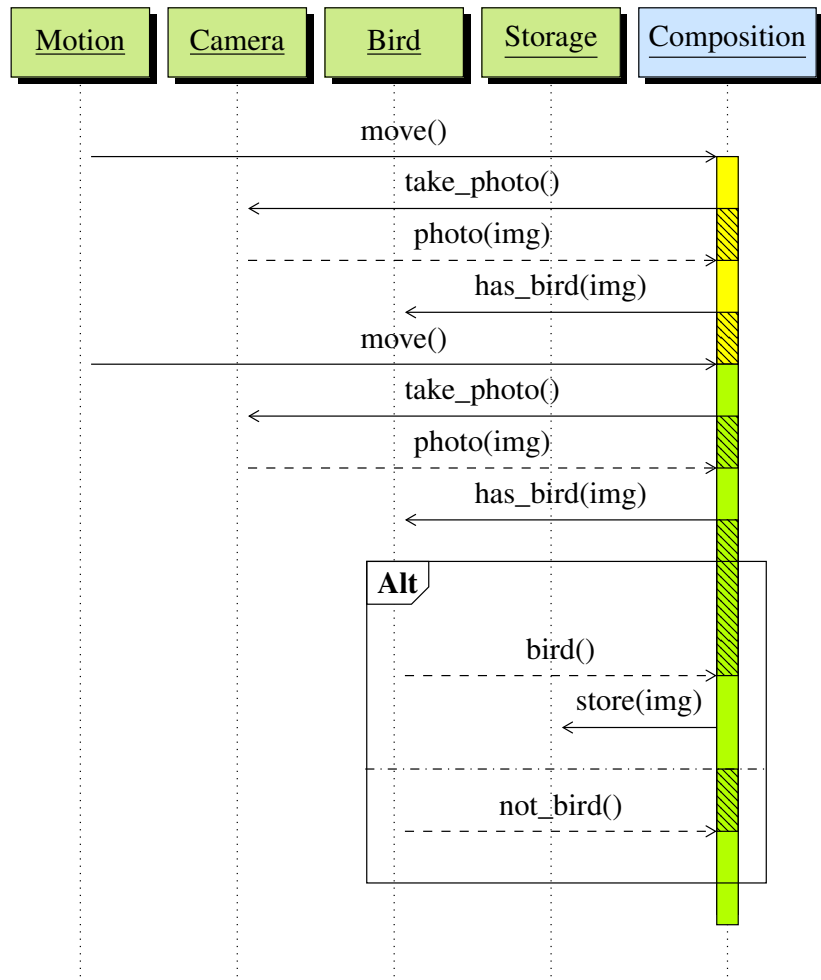 Motion
Camera
Bird
Storage
Composition
move()
take_photo()
photo(img)
has_bird(img)
move()
take_photo()
photo(img)
has_bird(img)
Alt
bird()
store(img)
not_bird()